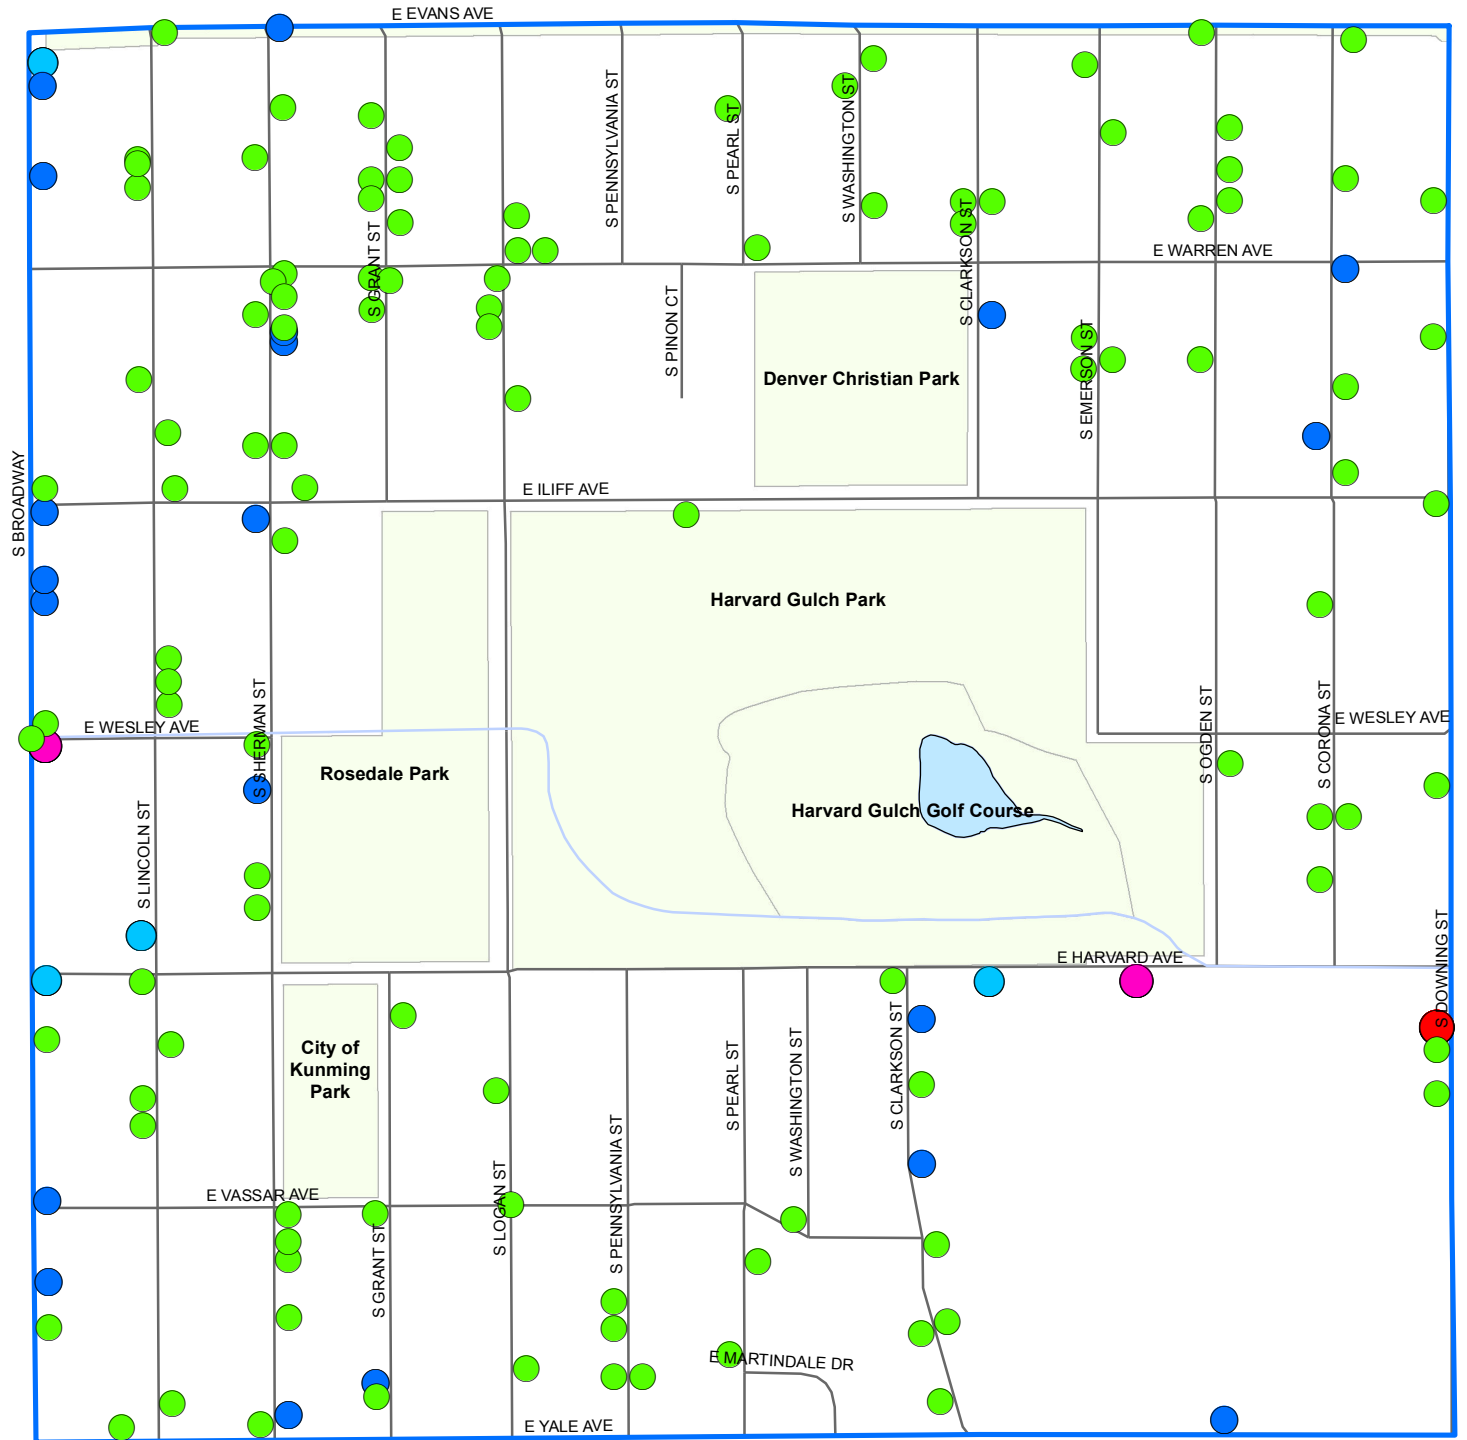 E EVANS AVE
S PENNSYLVANIA ST
S PEARL ST
S WASHINGTON ST
S GRANT ST
S CLARKSON ST
E WARREN AVE
S PINON CT
Denver Christian Park
S EMERSON ST
S BROADWAY
E ILIFF AVE
Harvard Gulch Park
S SHERMAN ST
E WESLEY AVE
S OGDEN ST
S CORONA ST
E WESLEY AVE
Rosedale Park
Harvard Gulch Golf Course
S LINCOLN ST
S DOWNING ST
E HARVARD AVE
City of
Kunming
Park
S PEARL ST
S WASHINGTON ST
S CLARKSON ST
S PENNSYLVANIA ST
S LOGAN ST
E VASSAR AVE
S GRANT ST
E MARTINDALE DR
E YALE AVE